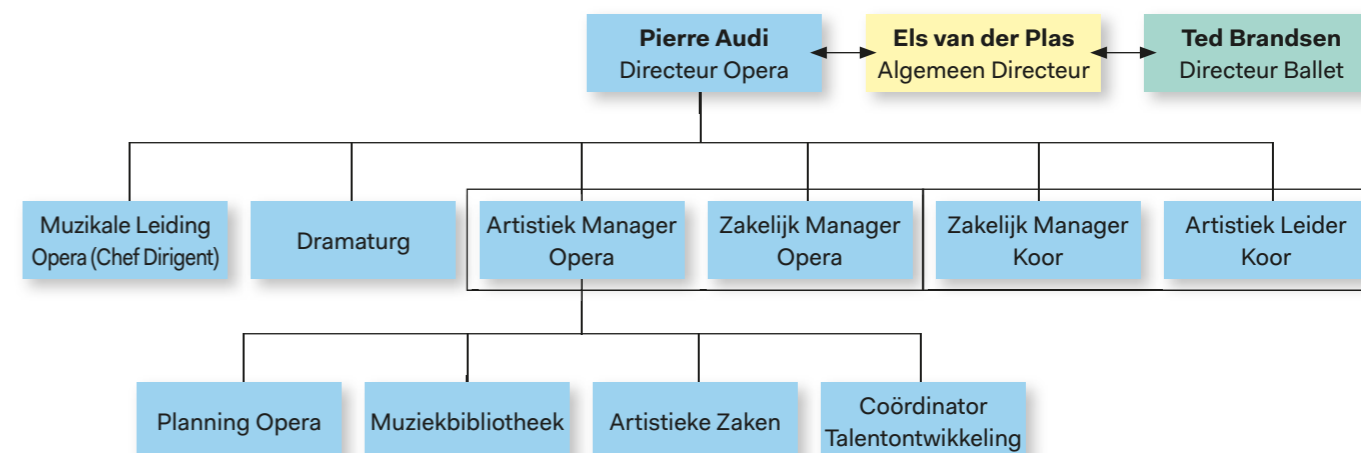 Pierre Audi
Directeur Opera
Els van der Plas
Algemeen Directeur
Ted Brandsen
Directeur Ballet
Muzikale Leiding
Opera (Chef Dirigent)
Dramaturg
Artistiek Manager
Opera
Zakelijk Manager
Opera
Zakelijk Manager
Koor
Artistiek Leider
Koor
Planning Opera
Muziekbibliotheek
Artistieke Zaken
Coördinator
Talentontwikkeling